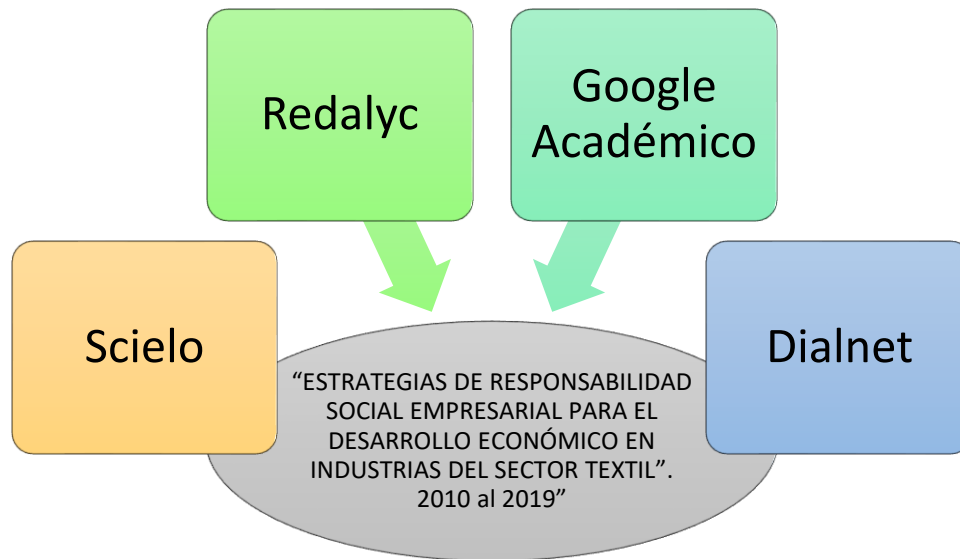 Redalyc
Google
Académico
Scielo
Dialnet
“ESTRATEGIAS DE RESPONSABILIDAD
SOCIAL EMPRESARIAL PARA EL
DESARROLLO ECONÓMICO EN
INDUSTRIAS DEL SECTOR TEXTIL”.
2010 al 2019”